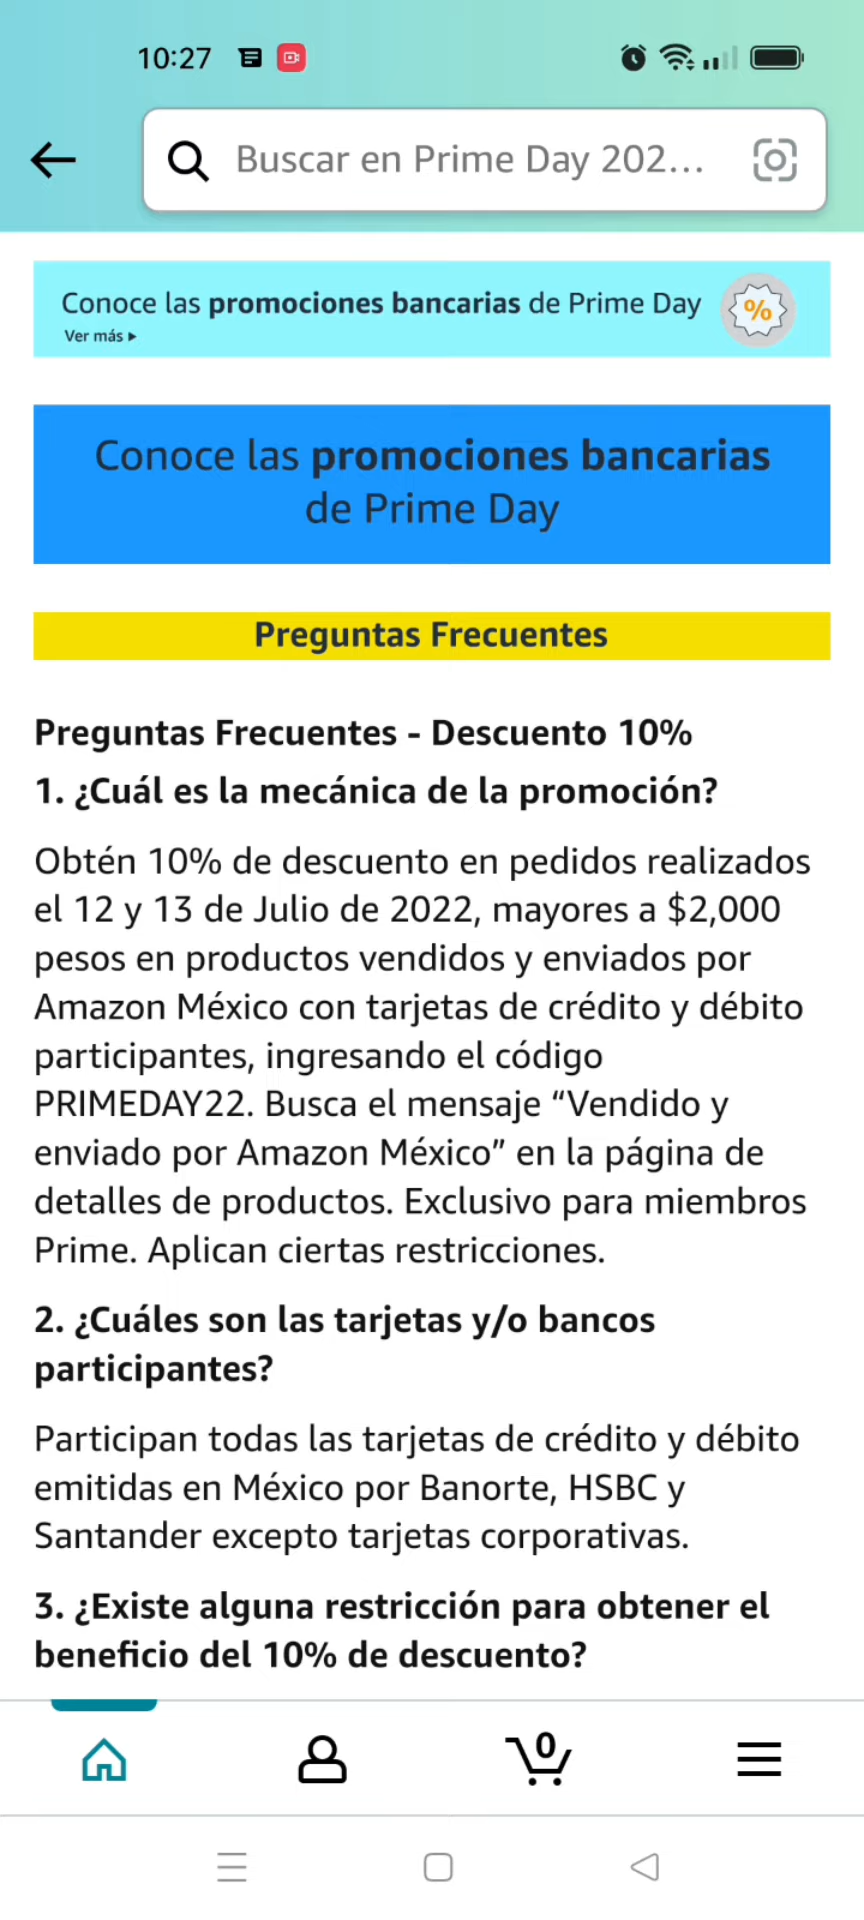 10:27
Buscar en Prime Day 202...
Conoce las promociones bancarias de Prime Day
%
Ver más ▸
Conoce las promociones bancarias
de Prime Day
Preguntas Frecuentes
Preguntas Frecuentes - Descuento 10%
1. ¿Cuál es la mecánica de la promoción?
Obtén 10% de descuento en pedidos realizados
el 12 y 13 de Julio de 2022, mayores a $2,000
pesos en productos vendidos y enviados por
Amazon México con tarjetas de crédito y débito
participantes, ingresando el código
PRIMEDAY22. Busca el mensaje “Vendido y
enviado por Amazon México” en la página de
detalles de productos. Exclusivo para miembros
Prime. Aplican ciertas restricciones.
2. ¿Cuáles son las tarjetas y/o bancos
participantes?
Participan todas las tarjetas de crédito y débito
emitidas en México por Banorte, HSBC y
Santander excepto tarjetas corporativas.
3. ¿Existe alguna restricción para obtener el
beneficio del 10% de descuento?
0